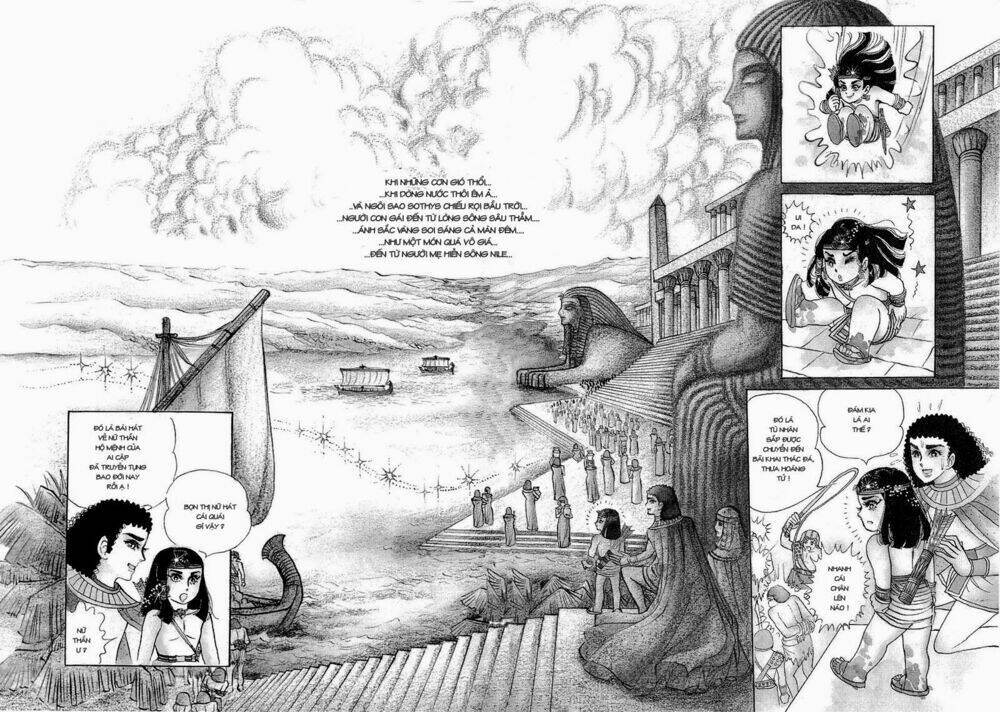 UI
DA !
KHI NHỮNG CƠN GIÓ THỔI...
...KHI DÒNG NƯỚC THÔI ÊM Ả...
...VÀ NGÔI SAO SOTHYS CHIẾU RỌI BẦU TRỜI...
...NGƯỜI CON GÁI ĐẾN TỪ LÒNG SÔNG SÂU THẲM....
...ÁNH SẮC VÀNG SOI SÁNG CẢ MÀN ĐÊM.....
...NHƯ MỘT MÓN QUÀ VÔ GIÁ...
...ĐẾN TỪ NGƯỜI MẸ HIỀN SÔNG NILE...
ĐÁM KIA
LÀ AI
THẾ ?
ĐÓ LÀ
TÙ NHÂN
SẮP ĐƯỢC
CHUYỂN ĐẾN
BÃI KHAI THÁC ĐÁ,
THƯA HOÀNG
TỬ !
NHANH
CÁI
CHÂN
LÊN
NÀO !
BỌN THỊ NỮ HÁT
CÁI QUÁI
GÌ VẬY ?
ĐÓ LÀ BÀI HÁT
VỀ NỮ THẦN
HỘ MỆNH CỦA
AI CẬP
ĐÃ TRUYỀN TỤNG
BAO ĐỜI NAY
RỒI Ạ !
NỮ
THẦN
Ư ?